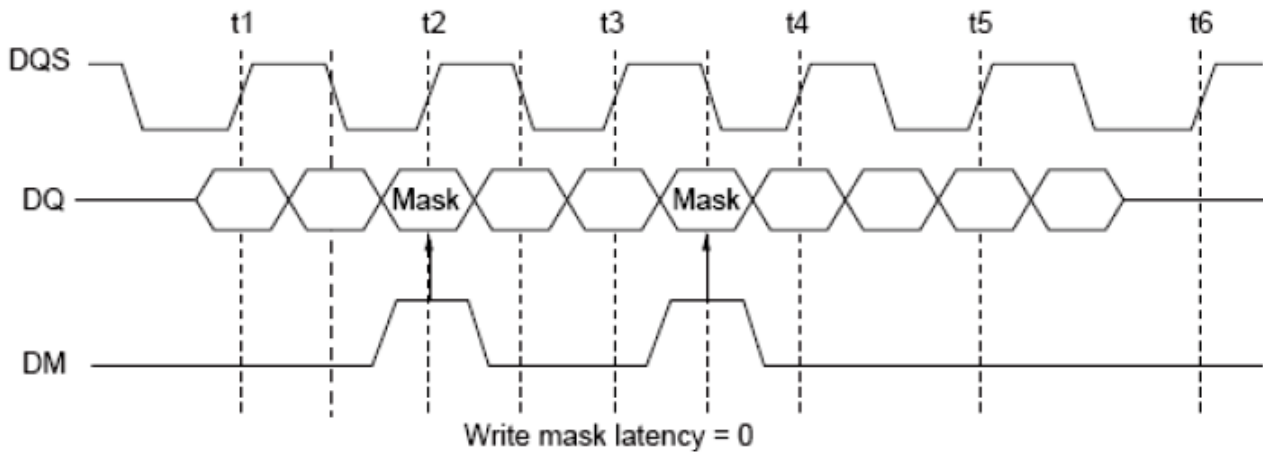 t1 t2 t3 t4 t5 t6
DQS
DQ Mask Mask
DM
Write mask latency = 0